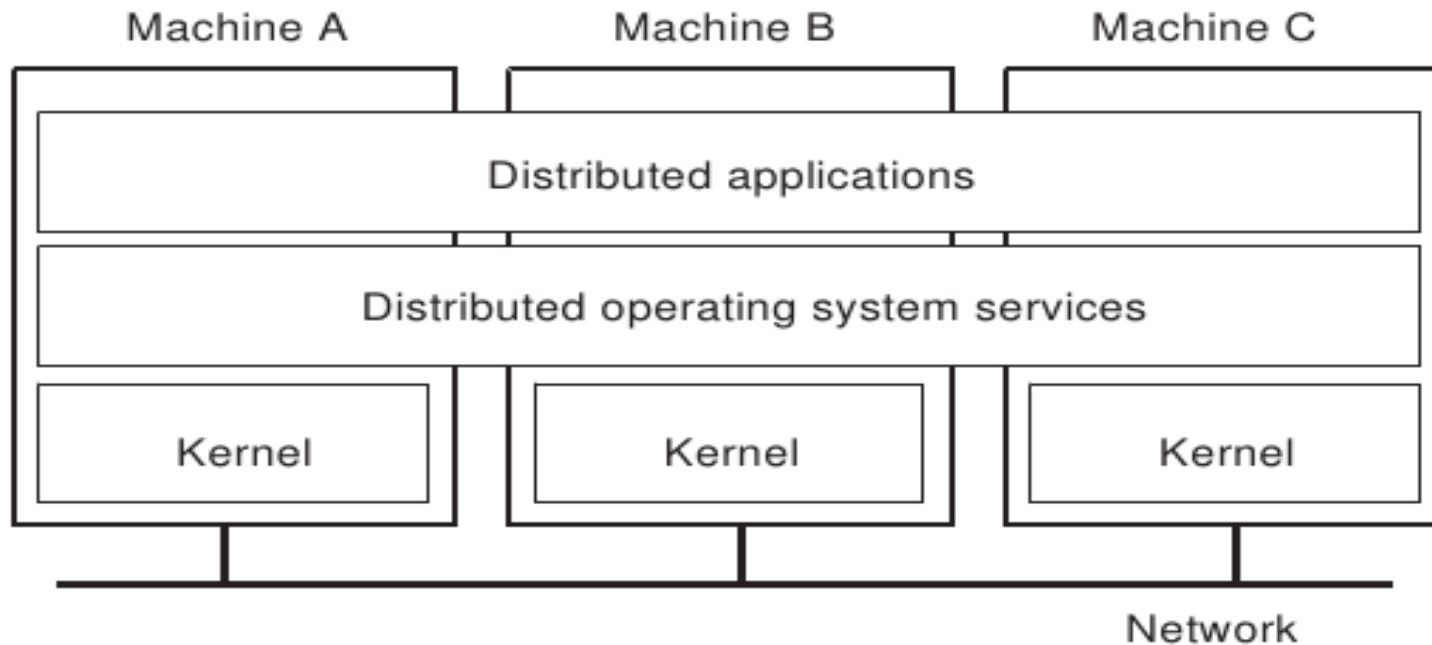 Machine A
Machine B
Machine C
Distributed applications
Distributed operating system services
Kernel
Kernel
Kernel
Network